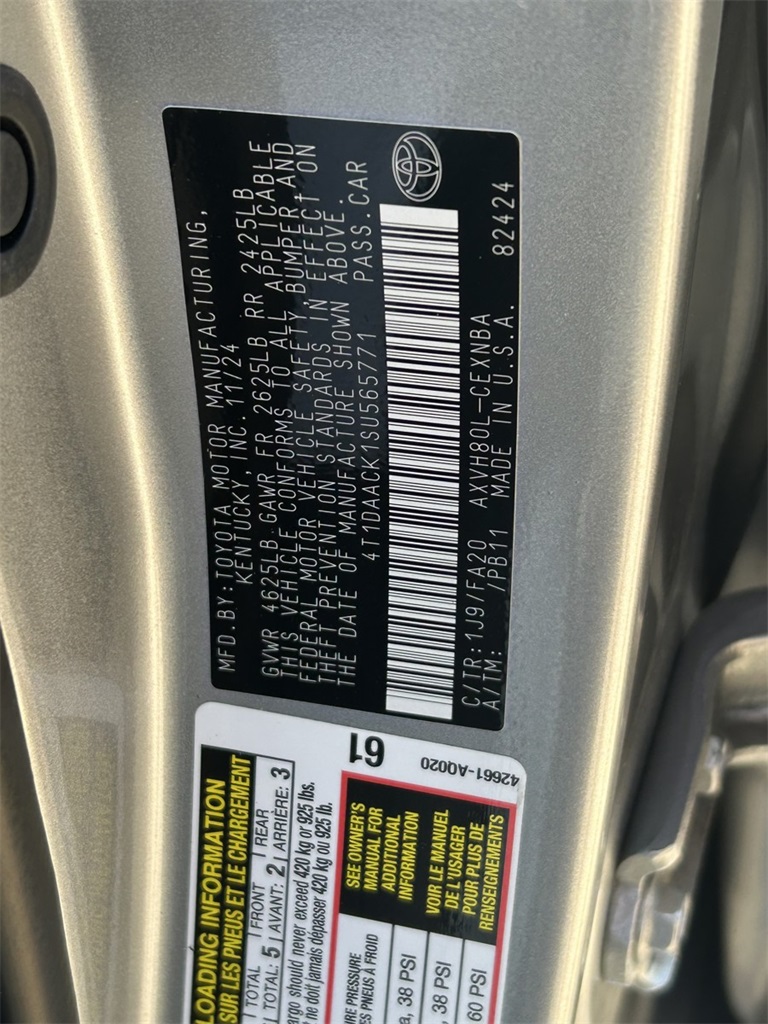 MFD. BY: TOYOTA MOTOR MANUFACTURING,
KENTUCKY, INC. 11/24
GVWR 4625LB GAWR FR 2625LB RR 2425LB
THIS VEHICLE CONFORMS TO ALL APPLICABLE
FEDERAL MOTOR VEHICLE SAFETY, BUMPER, AND
THEFT PREVENTION STANDARDS IN EFFECT ON
THE DATE OF MANUFACTURE SHOWN ABOVE.
4T1DAACK1SU565771 PASS.CAR
C/TR: 1J9/FA20 AXVH80L-CEXNBA 82424
A/TM: /PB11 MADE IN U.S.A.
61
42661-A0020
LOADING INFORMATION
SUR LES PNEUS ET LE CHARGEMENT
TOTAL FRONT REAR
TOTAL: 5 AVANT: 2 ARRIÈRE: 3
should never exceed 420 kg or 925 lbs.
doit jamais dépasser 420 kg ou 925 lb.
PRESSURE
PNEUS À FROID
38 PSI
38 PSI
60 PSI
SEE OWNER'S
MANUAL FOR
ADDITIONAL
INFORMATION
VOIR LE MANUEL
DE L'USAGER
POUR PLUS DE
RENSEIGNEMENTS